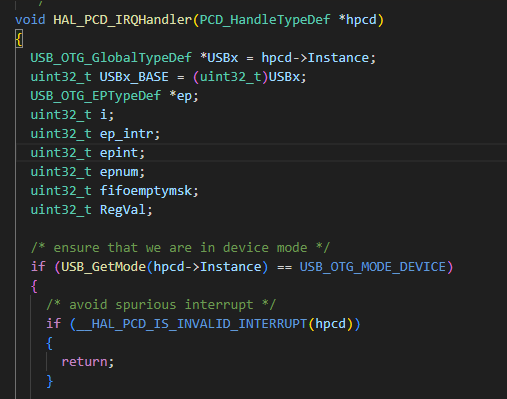 void HAL_PCD_IRQHandler(PCD_HandleTypeDef *hpcd)
{
  USB_OTG_GlobalTypeDef *USBx = hpcd->Instance;
  uint32_t USBx_BASE = (uint32_t)USBx;
  USB_OTG_EPTypeDef *ep;
  uint32_t i;
  uint32_t ep_intr;
  uint32_t epint;
  uint32_t epnum;
  uint32_t fifoemptymsk;
  uint32_t RegVal;

  /* ensure that we are in device mode */
  if (USB_GetMode(hpcd->Instance) == USB_OTG_MODE_DEVICE)
  {
    /* avoid spurious interrupt */
    if (__HAL_PCD_IS_INVALID_INTERRUPT(hpcd))
    {
      return;
    }